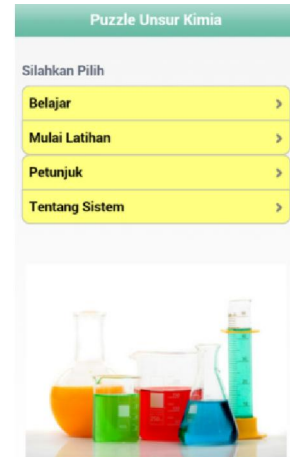 Puzzle Unsur Kimia
Silahkan Pilih
Belajar
Mulai Latihan
Petunjuk
Tentang Sistem